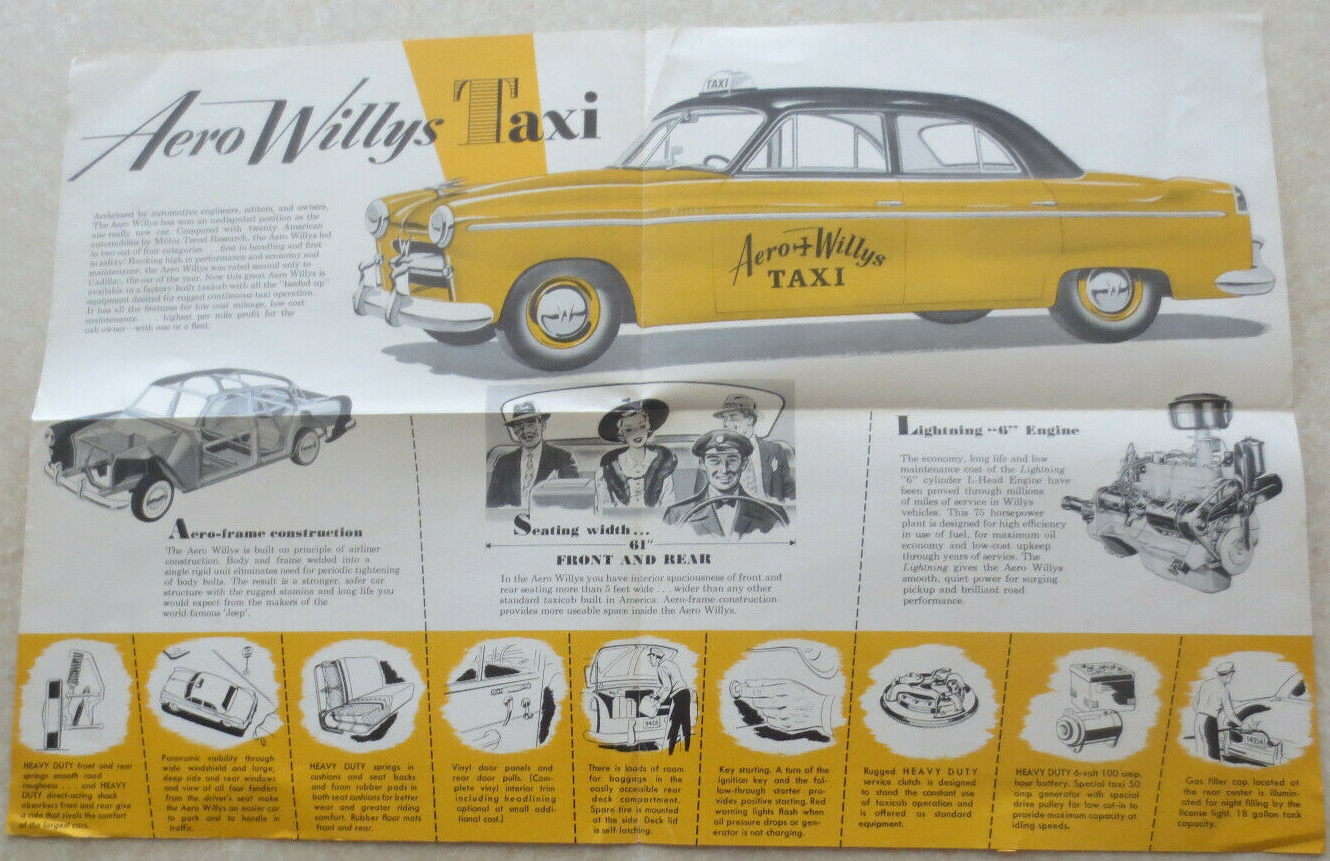 Aero Willys Taxi
TAXI
Acclaimed by automotive engineers, editors, and owners,
The Aero Willys has won an undisputed position as the
one really new car. Compared with twenty American
automobiles by Motor Trend Research, the Aero Willys led
in two out of four categories . . . first in handling and first
in safety! Ranking high in performance and economy and
maintenance, the Aero Willys was rated second only to
Cadillac, the car of the year. Now this great Aero Willys is
available in a factory-built taxicab with all the "beefed-up"
equipment desired for rugged continuous taxi operation.
It has all the features for low cost mileage, low cost
maintenance . . . highest per mile profit for the
cab owner—with one or a fleet.
Aero Willys
TAXI
Aero-frame construction
The Aero Willys is built on principle of airliner
construction. Body and frame welded into a
single rigid unit eliminates need for periodic tightening
of body bolts. The result is a stronger, safer car
structure with the rugged stamina and long life you
would expect from the makers of the
world-famous 'Jeep'.
Seating width...
61"
FRONT AND REAR
In the Aero Willys you have interior spaciousness of front and
rear seating more than 5 feet wide . . . wider than any other
standard taxicab built in America. Aero-frame construction
provides more useable space inside the Aero Willys.
Lightning "6" Engine
The economy, long life and low
maintenance cost of the Lightning
"6" cylinder L-Head Engine have
been proved through millions
of miles of service in Willys
vehicles. This 75 horsepower
plant is designed for high efficiency
in use of fuel, for maximum oil
economy and low-cost upkeep
through years of service. The
Lightning gives the Aero Willys
smooth, quiet power for surging
pickup and brilliant road
performance.
HEAVY DUTY front and rear
springs smooth road
roughness . . . and HEAVY
DUTY direct-acting shock
absorbers front and rear give
a ride that rivals the comfort
of the largest cars.
Panoramic visibility through
wide windshield and large,
deep side and rear windows
and view of all four fenders
from the driver's seat make
the Aero Willys an easier car
to park and to handle in
traffic.
HEAVY DUTY springs in
cushions and seat backs
and foam rubber pads in
both seat cushions for better
wear and greater riding
comfort. Rubber floor mats
front and rear.
Vinyl door panels and
rear door pulls. (Com-
plete vinyl interior trim
including headlining
optional at small addi-
tional cost.)
There is loads of room
for baggage in the
easily accessible rear
deck compartment.
Spare tire is mounted
at the side. Deck lid
is self-latching.
Key starting. A turn of the
ignition key and the fol-
low-through starter pro-
vides positive starting. Red
warning lights flash when
oil pressure drops or gen-
erator is not charging.
Rugged HEAVY DUTY
service clutch is designed
to stand the constant use
of taxicab operation and
is offered as standard
equipment.
HEAVY DUTY 6-volt 100 amp.
hour battery. Special taxi 50
amp generator with special
drive pulley for low cut-in to
provide maximum capacity at
idling speeds.
Gas filler cap located at
the rear center is illumin-
ated for night filling by the
license light. 18 gallon tank
capacity.